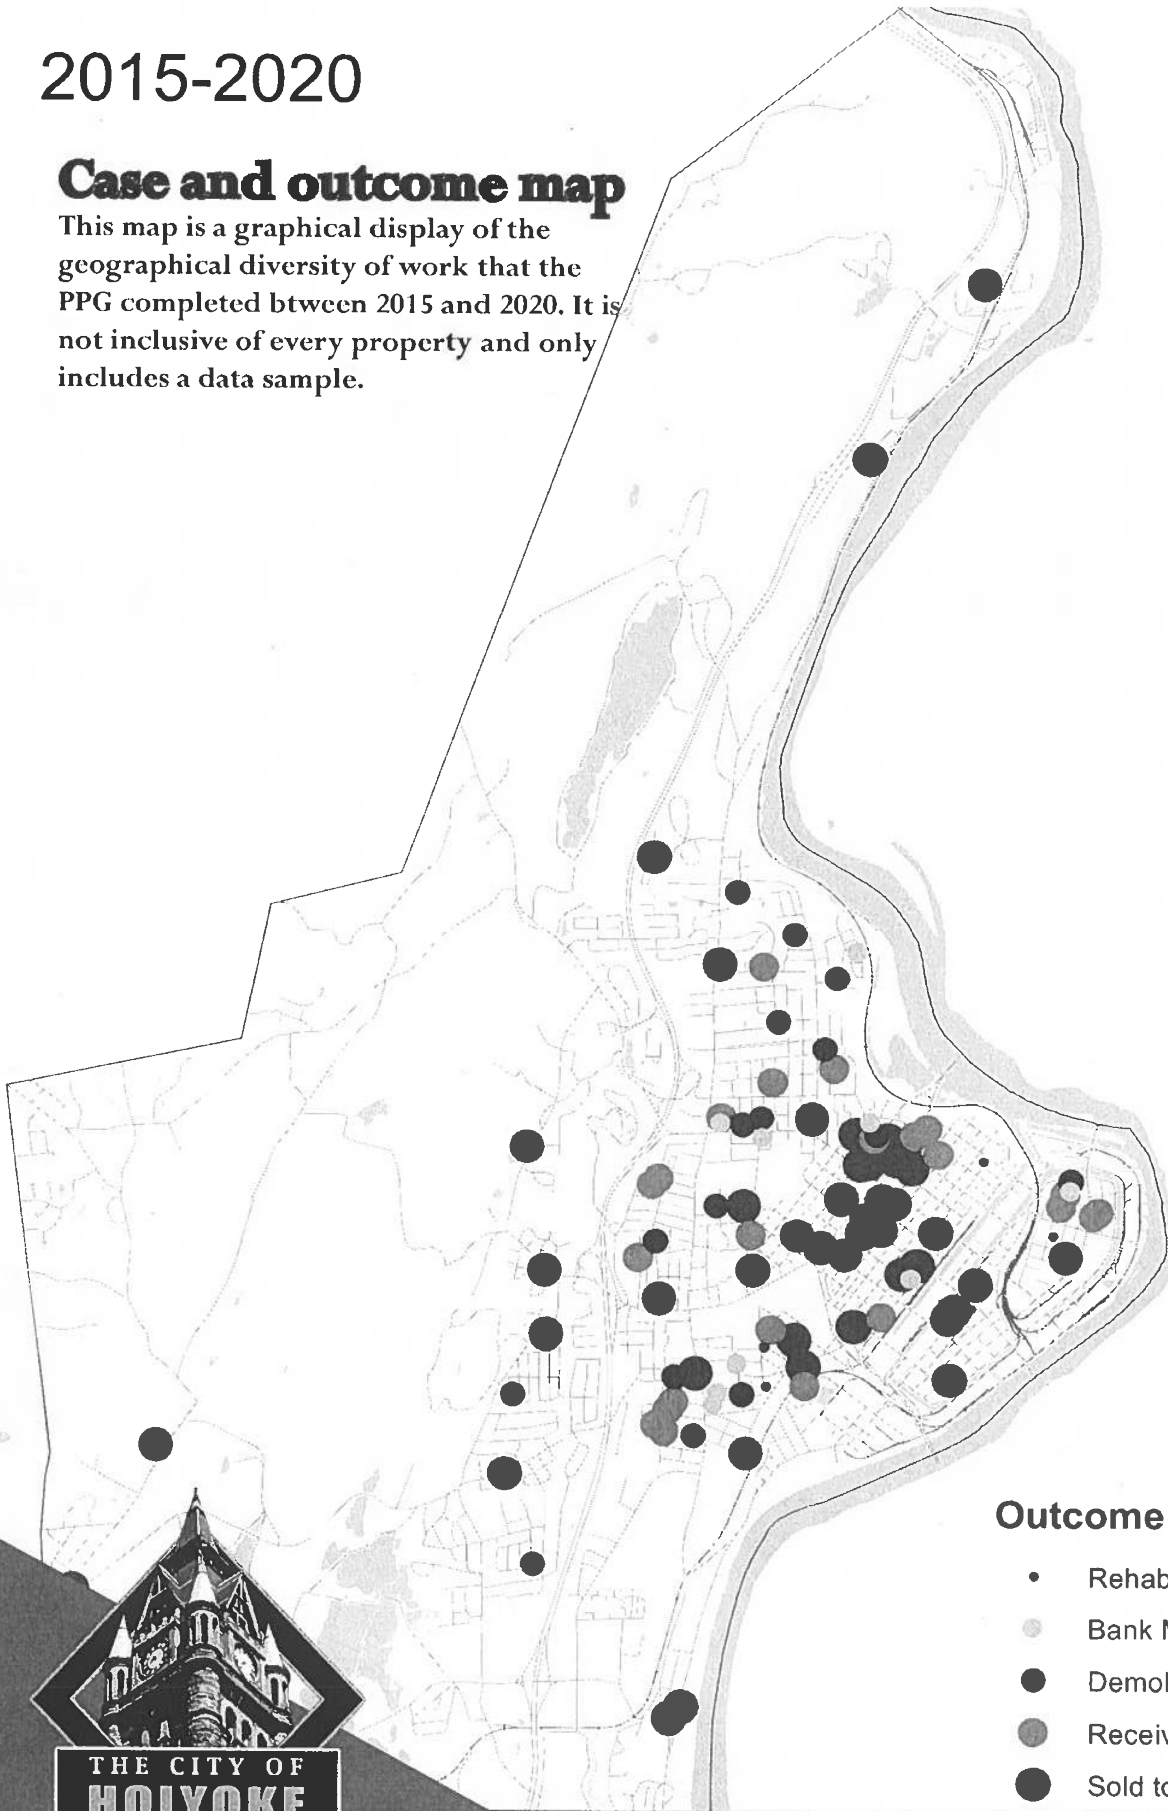 2015-2020
Case and outcome map
This map is a graphical display of the
geographical diversity of work that the
PPG completed btween 2015 and 2020. It is
not inclusive of every property and only
includes a data sample.
Outcome
Rehab
Bank
Demol
Receiv
Sold to
THE CITY OF
HOLYOKE